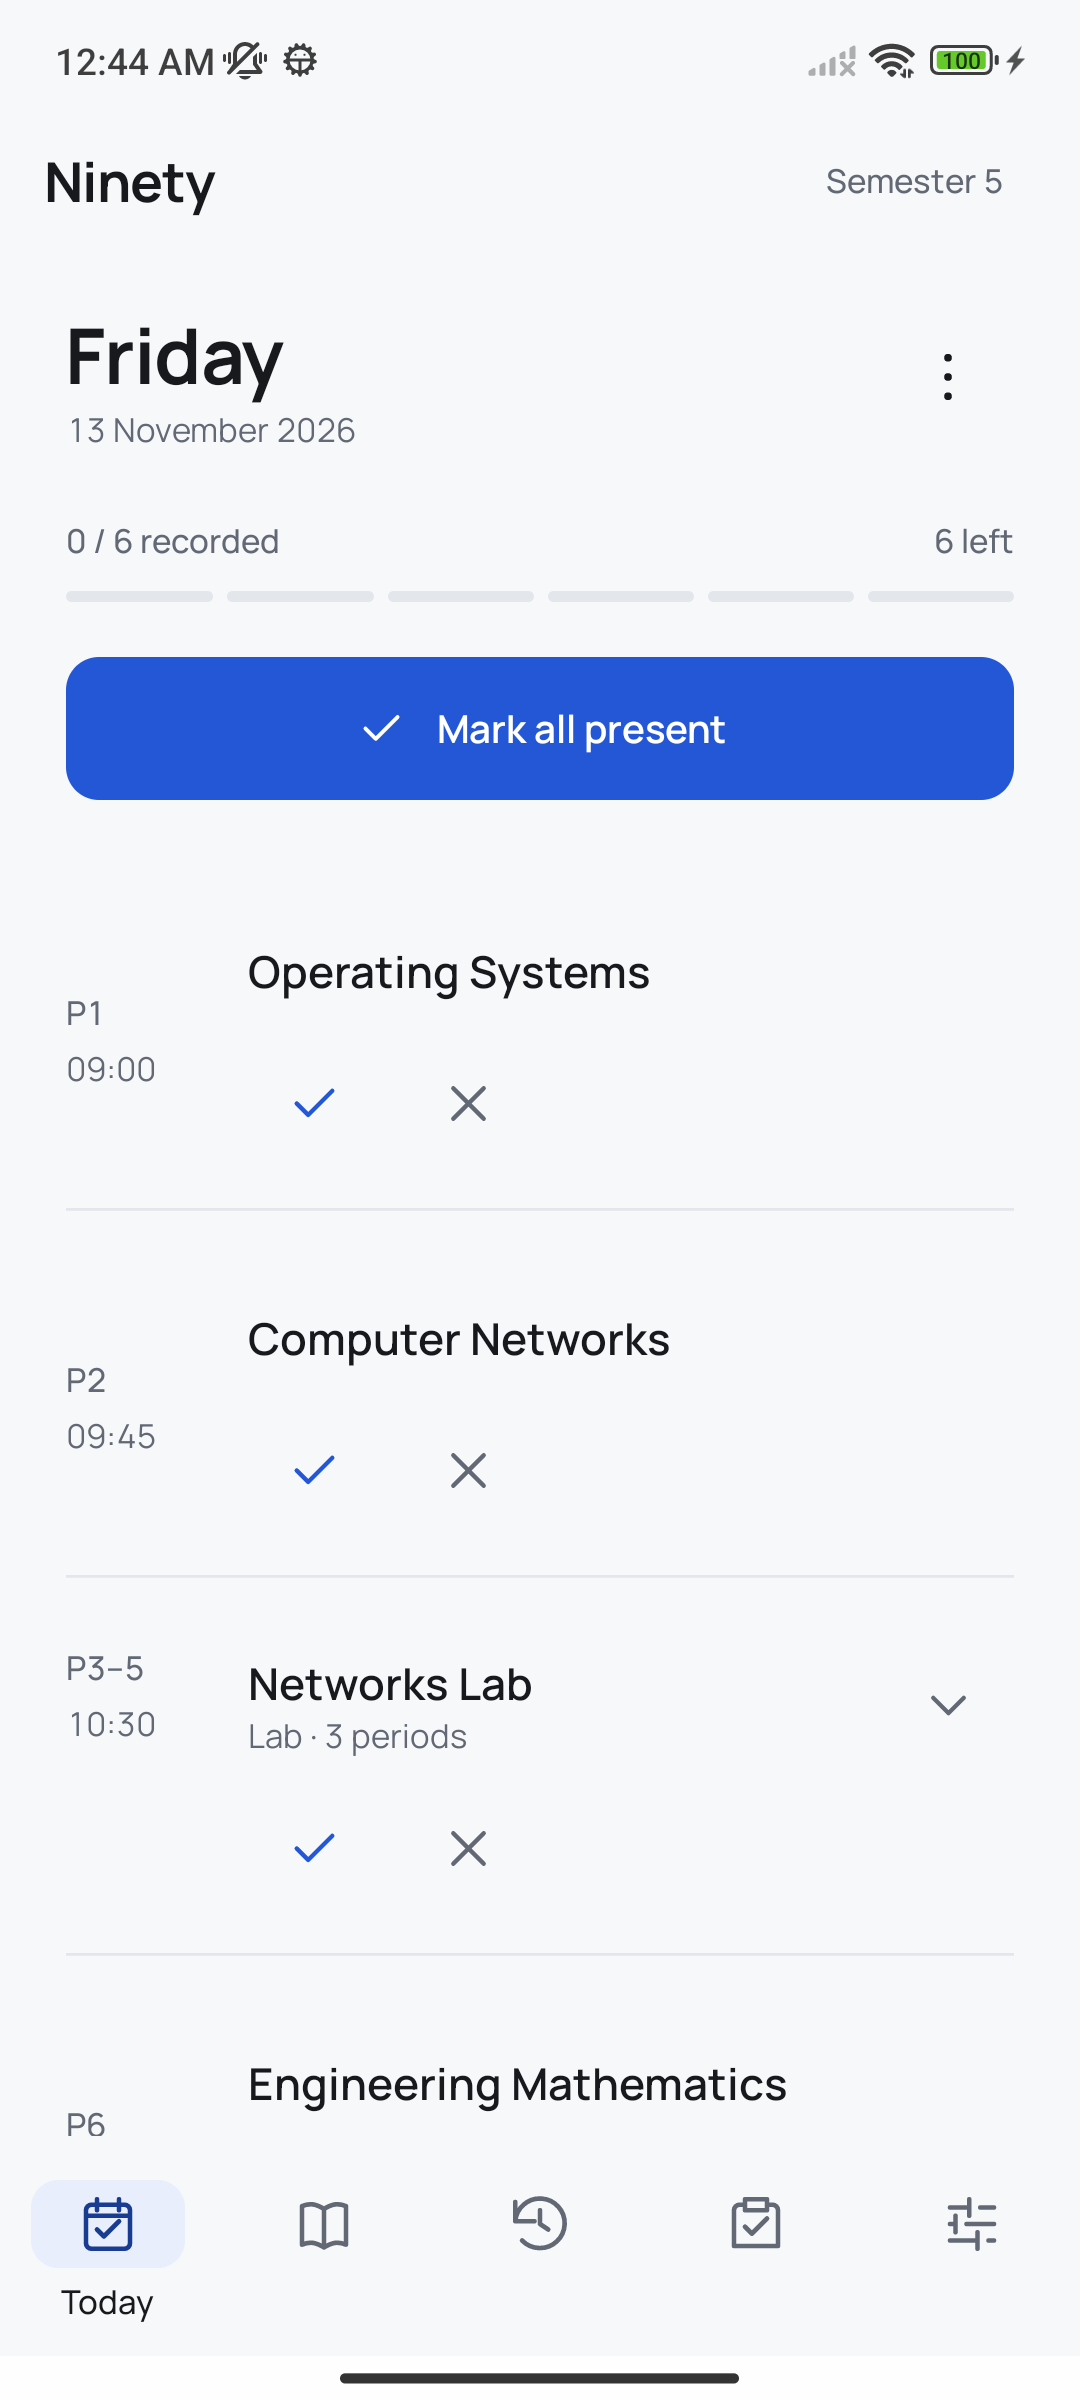 12:44 AM
100
Ninety
Semester 5
Friday
13 November 2026
0 / 6 recorded
6 left
Mark all present
Operating Systems
P1
09:00
Computer Networks
P2
09:45
P3–5
Networks Lab
10:30
Lab · 3 periods
Engineering Mathematics
P6
Today